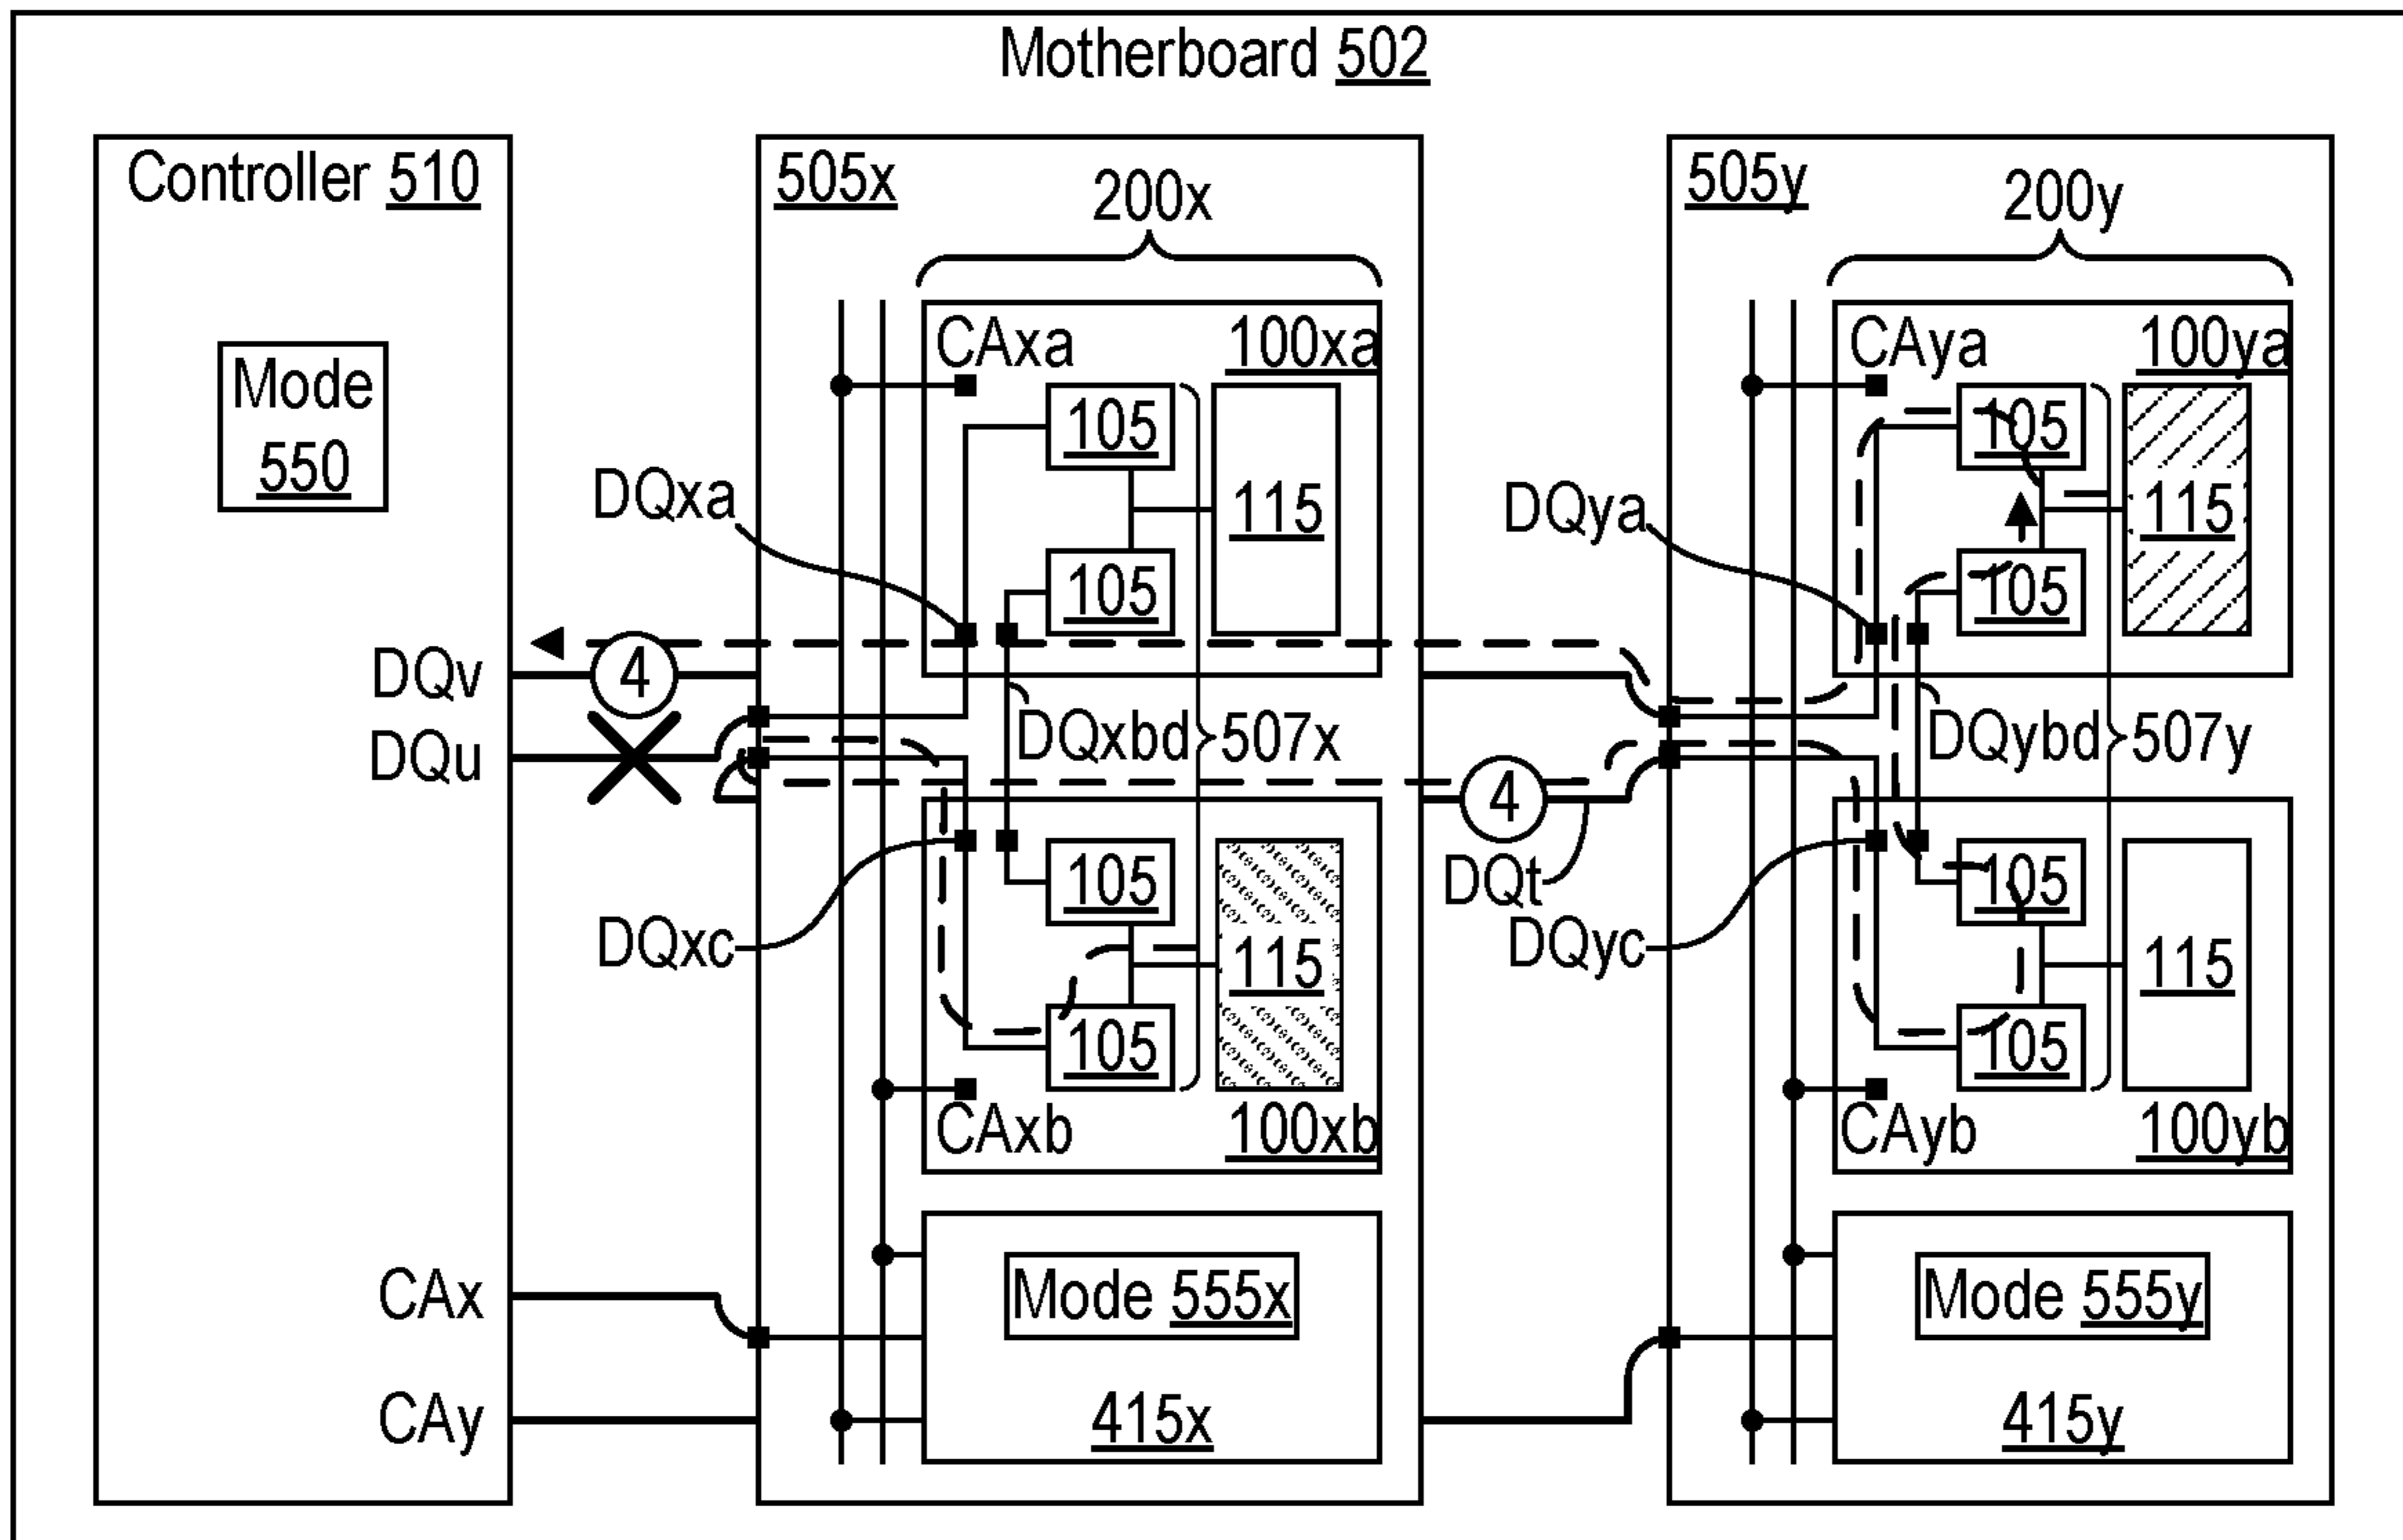 Motherboard 502
Controller 510
Mode
550
DQv
4
DQu
CAx
CAy
505x
200x
CAxa
100xa
105
115
105
DQxa
DQxbd
507x
105
115
105
DQxc
CAxb
100xb
Mode 555x
415x
4
DQt
505y
200y
CAya
100ya
105
115
105
DQya
DQybd
507y
105
115
105
DQyc
CAyb
100yb
Mode 555y
415y